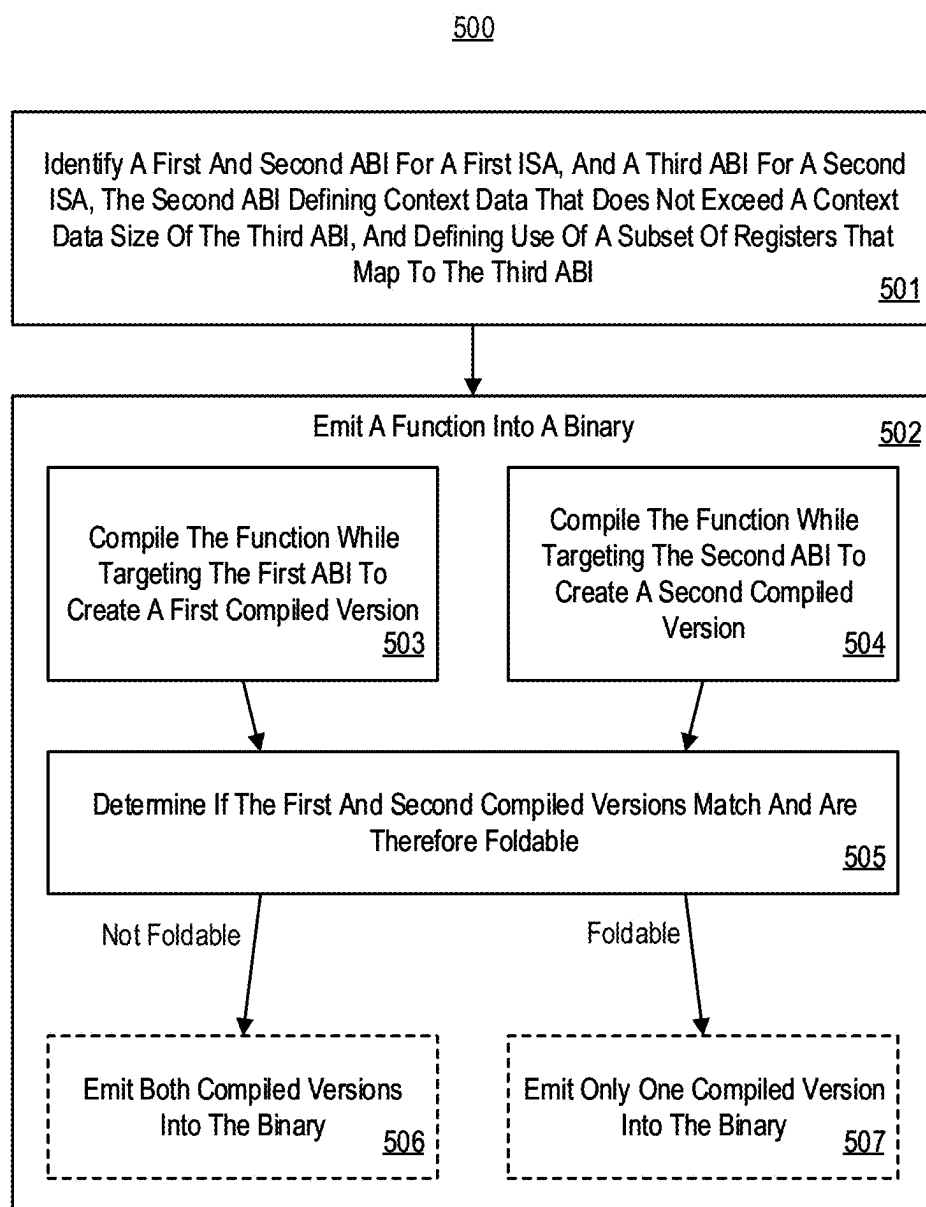 500
Identify A First And Second ABI For A First ISA, And A Third ABI For A Second
ISA, The Second ABI Defining Context Data That Does Not Exceed A Context
Data Size Of The Third ABI, And Defining Use Of A Subset Of Registers That
Map To The Third ABI
501
Emit A Function Into A Binary
502
Compile The Function While
Targeting The First ABI To
Create A First Compiled Version
503
Compile The Function While
Targeting The Second ABI To
Create A Second Compiled
Version
504
Determine If The First And Second Compiled Versions Match And Are
Therefore Foldable
505
Not Foldable
Foldable
Emit Both Compiled Versions
Into The Binary
506
Emit Only One Compiled Version
Into The Binary
507